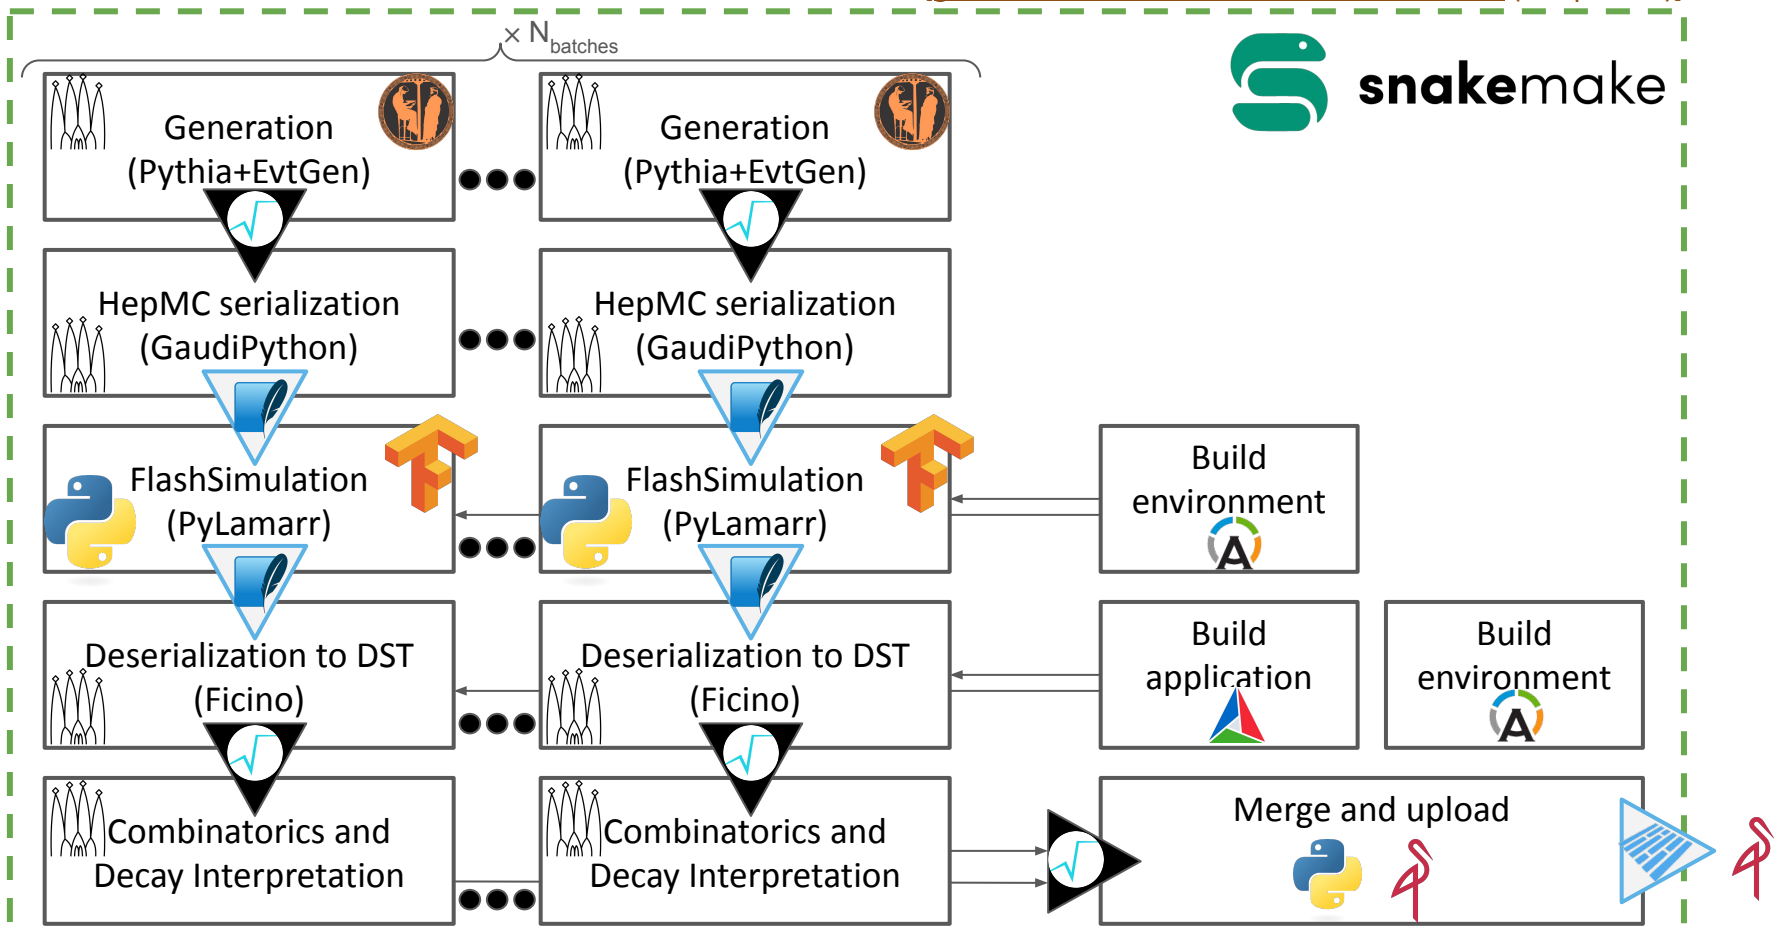 × N batches
snakemake
Generation
(Pythia+EvtGen)
Generation
(Pythia+EvtGen)
HepMC serialization
(GaudiPython)
HepMC serialization
(GaudiPython)
FlashSimulation
(PyLamarr)
FlashSimulation
(PyLamarr)
Build
environment
A
Deserialization to DST
(Ficino)
Deserialization to DST
(Ficino)
Build
application
Build
environment
A
Combinatorics and
Decay Interpretation
Combinatorics and
Decay Interpretation
Merge and upload